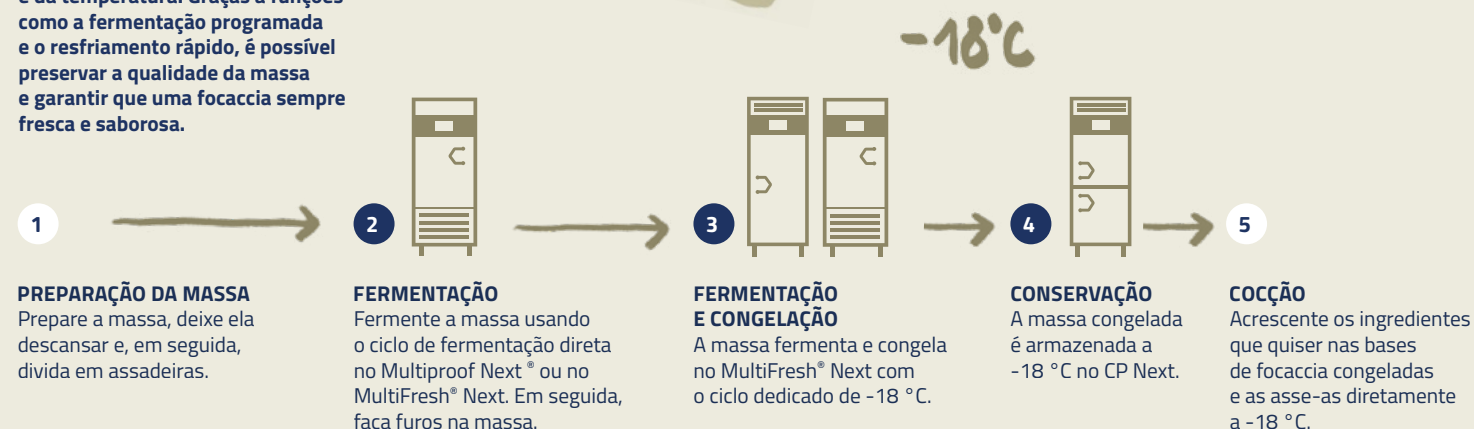 e da temperatura. Graças a funções
como a fermentação programada
e o resfriamento rápido, é possível
preservar a qualidade da massa
e garantir que uma focaccia sempre
fresca e saborosa.
-18°C
1
2
3
4
5
PREPARAÇÃO DA MASSA
Prepare a massa, deixe ela
descansar e, em seguida,
divida em assadeiras.
FERMENTAÇÃO
Fermente a massa usando
o ciclo de fermentação direta
no Multiproof Next ® ou no
MultiFresh® Next. Em seguida,
faça furos na massa.
FERMENTAÇÃO
E CONGELAÇÃO
A massa fermenta e congela
no MultiFresh® Next com
o ciclo dedicado de -18 °C.
CONSERVAÇÃO
A massa congelada
é armazenada a
-18 °C no CP Next.
COCÇÃO
Acrescente os ingredientes
que quiser nas bases
de focaccia congeladas
e as asse-as diretamente
a -18 °C.